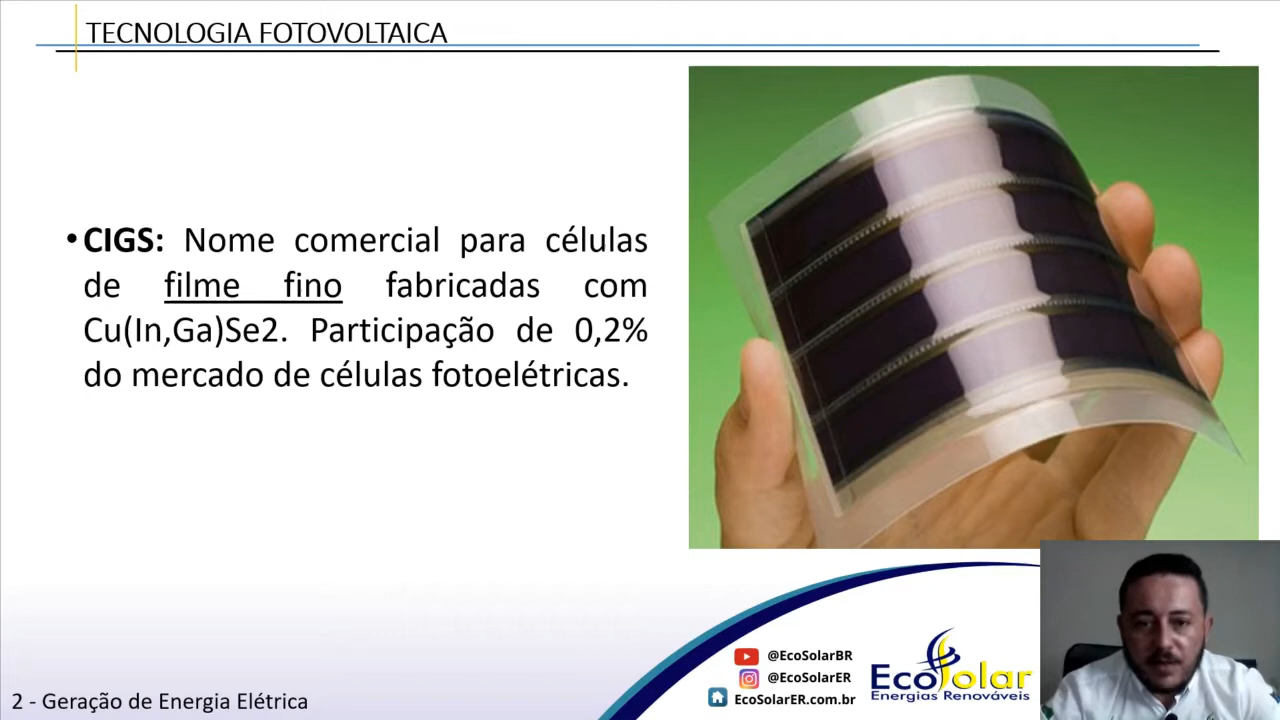 TECNOLOGIA FOTOVOLTAICA
• CIGS: Nome comercial para células
de filme fino fabricadas com
Cu(In,Ga)Se2. Participação de 0,2%
do mercado de células fotoelétricas.
@EcoSolarBR
@EcoSolarER
EcoSolarER.com.br
EcoSolar
Energias Renováveis
2 - Geração de Energia Elétrica